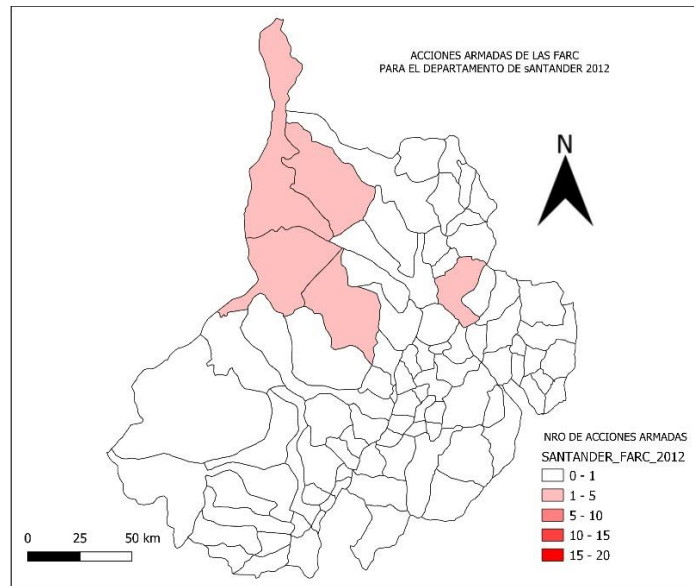 ACCIONES ARMADAS DE LAS FARC
PARA EL DEPARTAMENTO DE sANTANDER 2012
N
NRO DE ACCIONES ARMADAS
SANTANDER_FARC_2012
0 - 1
1 - 5
5 - 10
10 - 15
15 - 20
0 25 50 km